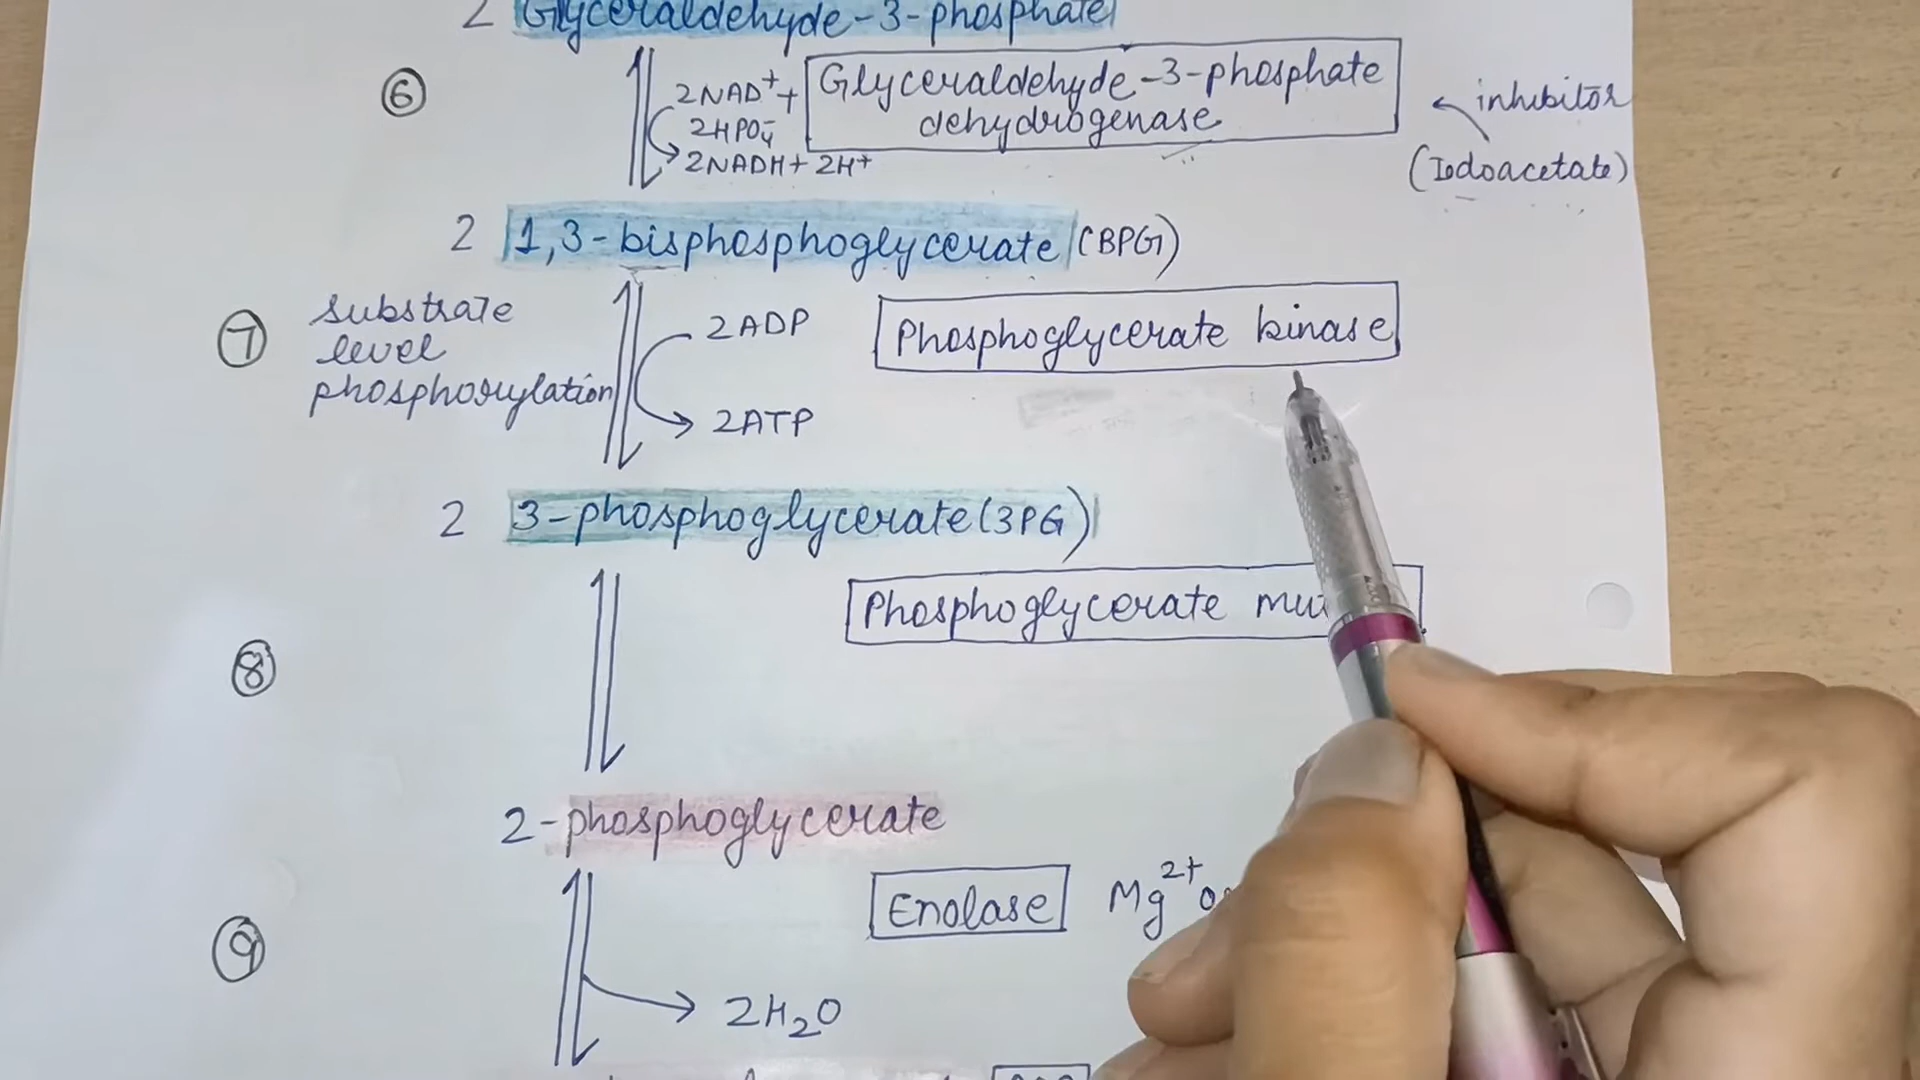 2 Glyceraldehyde-3-phosphate
6
2NAD+ +
2HPO4-
2NADH + 2H+
Glyceraldehyde-3-phosphate
dehydrogenase
inhibitor
(Iodoacetate)
2 1,3-bisphosphoglycerate (BPG)
7
substrate
level
phosphorylation
2ADP
2ATP
Phosphoglycerate kinase
2 3-phosphoglycerate (3PG)
8
Phosphoglycerate
2-phosphoglycerate
9
Enolase Mg2+
2H2O